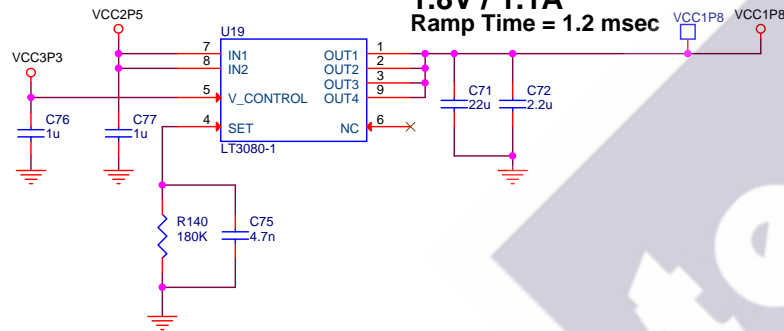 1.8V / 1.1A
Ramp Time = 1.2 msec
VCC2P5
VCC1P8
VCC1P8
U19
VCC3P3
7
IN1
OUT1
1
8
IN2
OUT2
2
OUT3
3
5
V_CONTROL
OUT4
9
C71
22u
C72
2.2u
C76
1u
C77
1u
4
SET
NC
6
LT3080-1
R140
180K
C75
4.7n